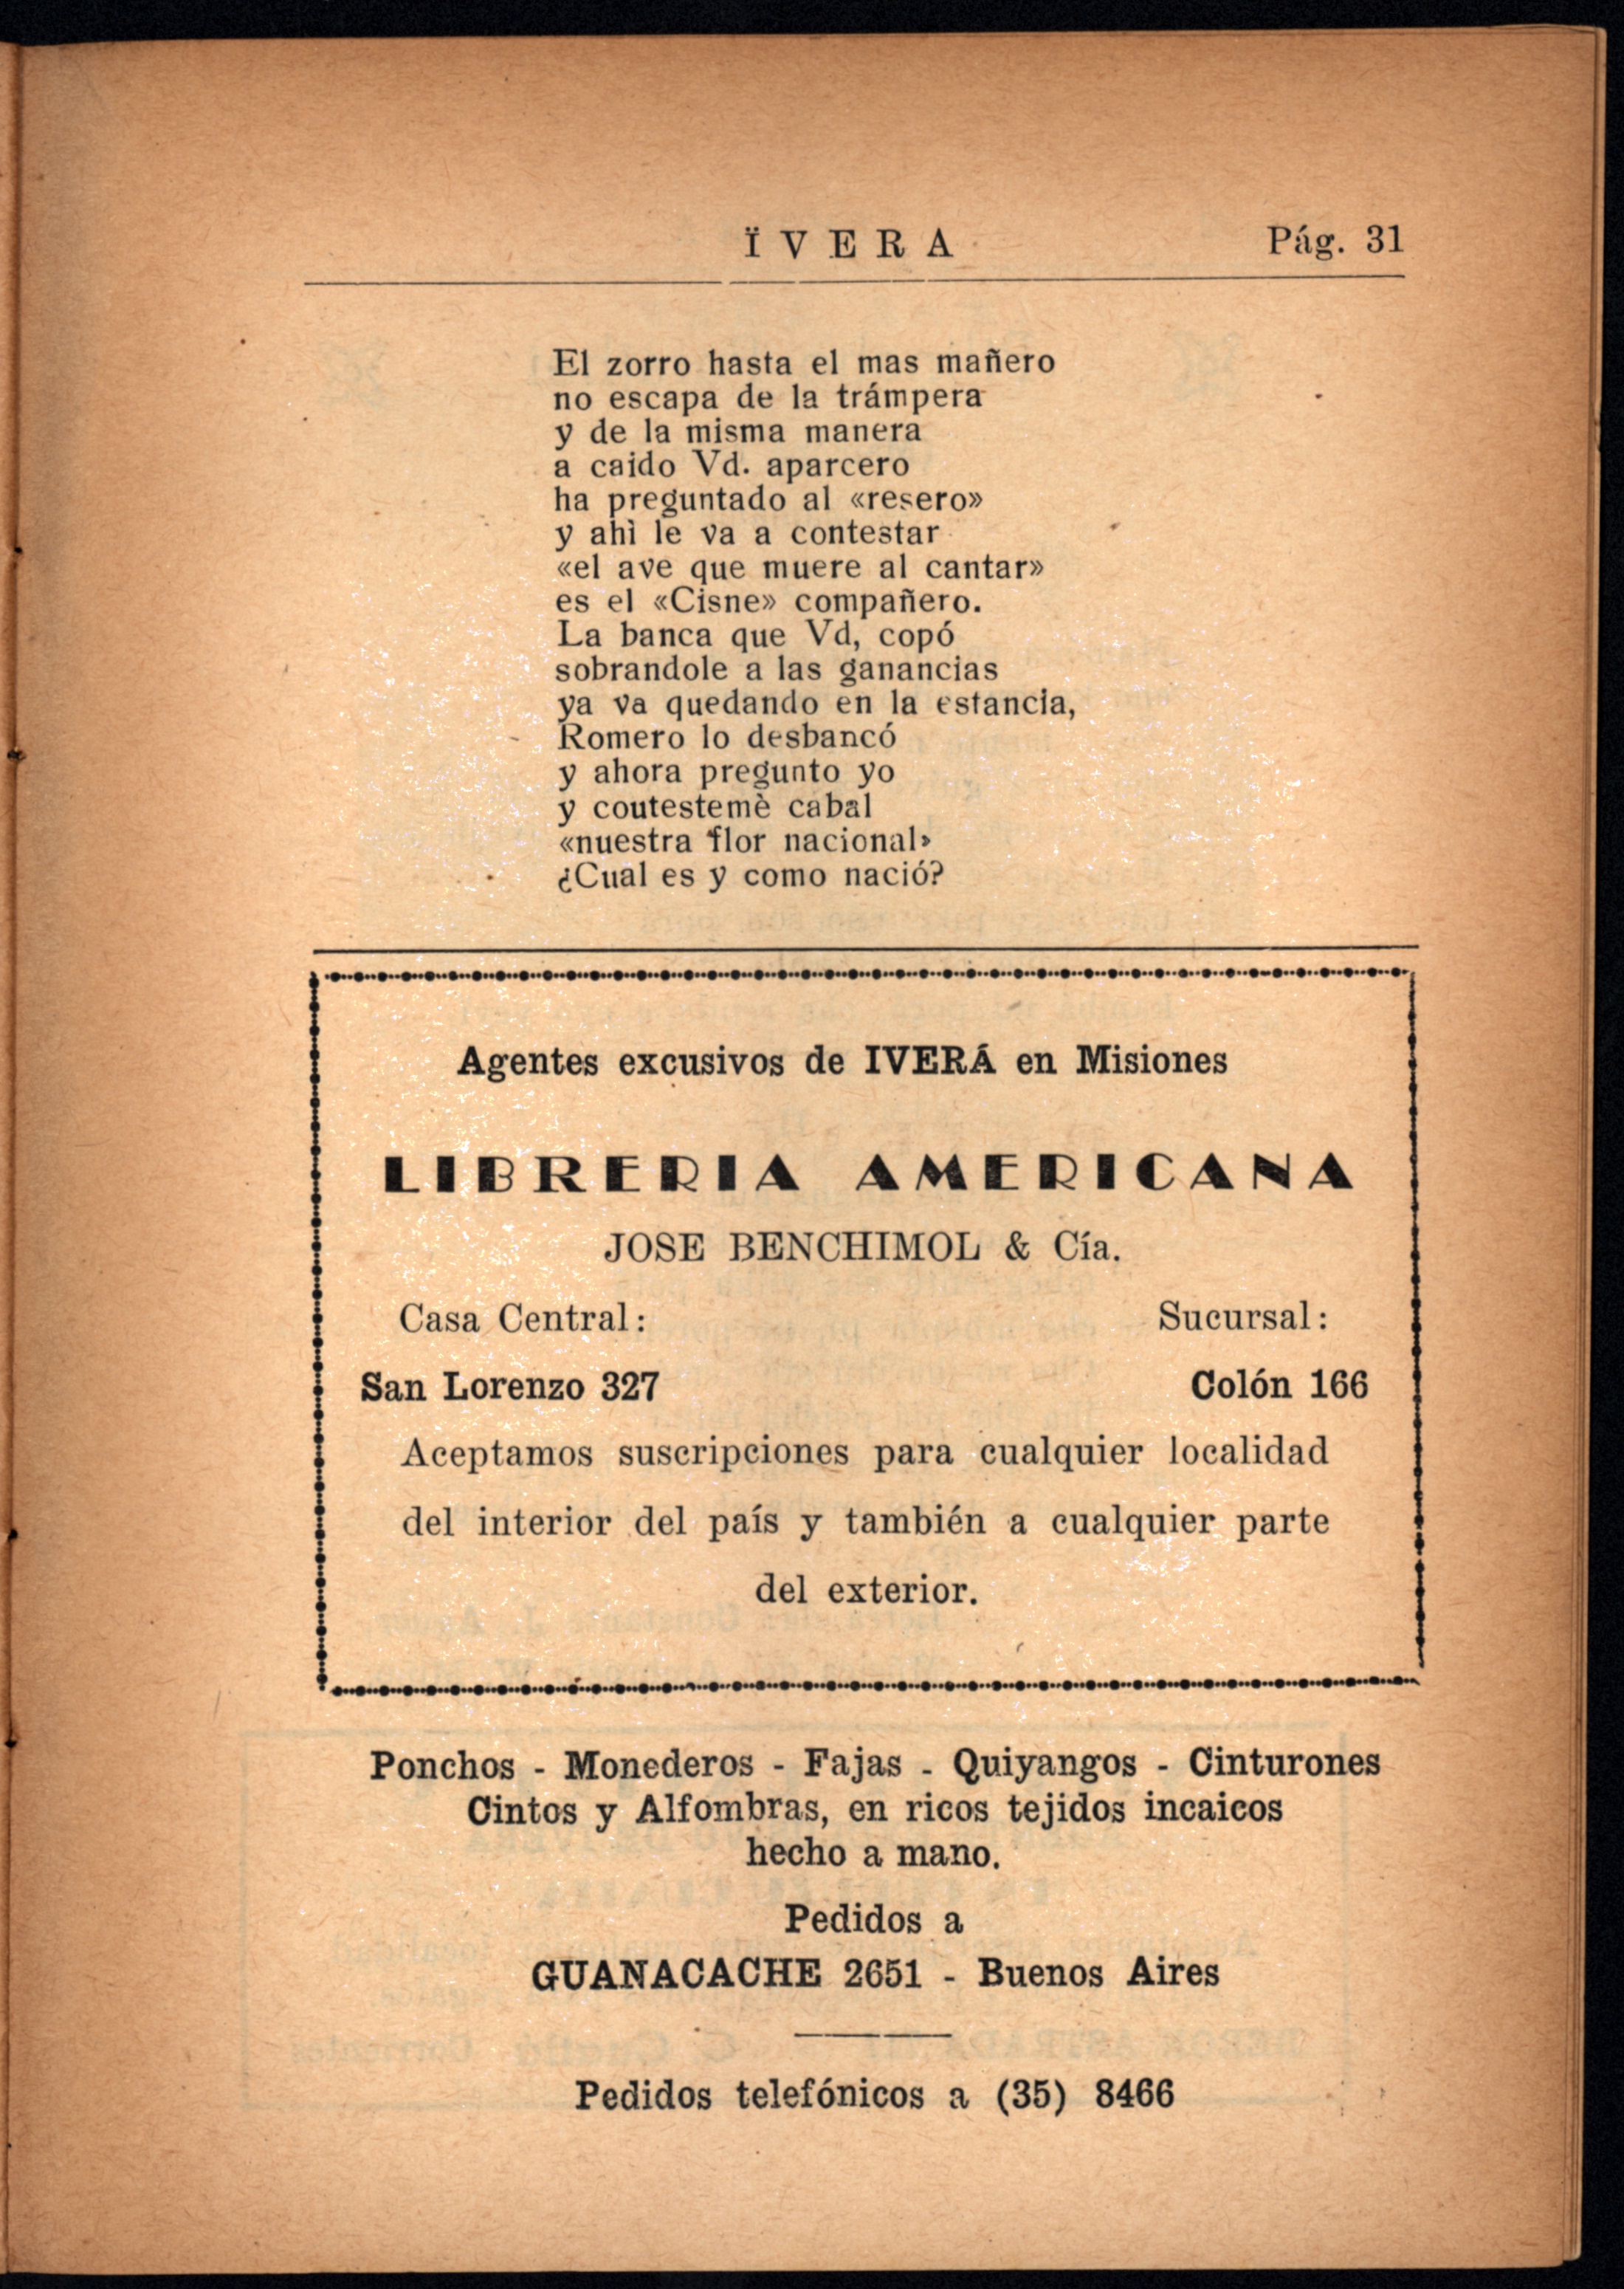 ÏVERA Pág. 31
El zorro hasta el mas mañero
no escapa de la trámpera
y de la misma manera
a caido Vd. aparcero
ha preguntado al «resero»
y ahì le va a contestar
«el ave que muere al cantar»
es el «Cisne» compañero.
La banca que Vd, copó
sobrandole a las ganancias
ya va quedando en la estancia,
Romero lo desbancó
y ahora pregunto yo
y coutestemè cabal
«nuestra flor nacional»
¿Cual es y como nació?
Agentes excusivos de IVERÁ en Misiones
LIBRERIA AMERICANA
JOSE BENCHIMOL & Cía.
Casa Central: Sucursal:
San Lorenzo 327 Colón 166
Aceptamos suscripciones para cualquier localidad
del interior del país y también a cualquier parte
del exterior.
Ponchos - Monederos - Fajas - Quiyangos - Cinturones
Cintos y Alfombras, en ricos tejidos incaicos
hecho a mano.
Pedidos a
GUANACACHE 2651 - Buenos Aires
Pedidos telefónicos a (35) 8466